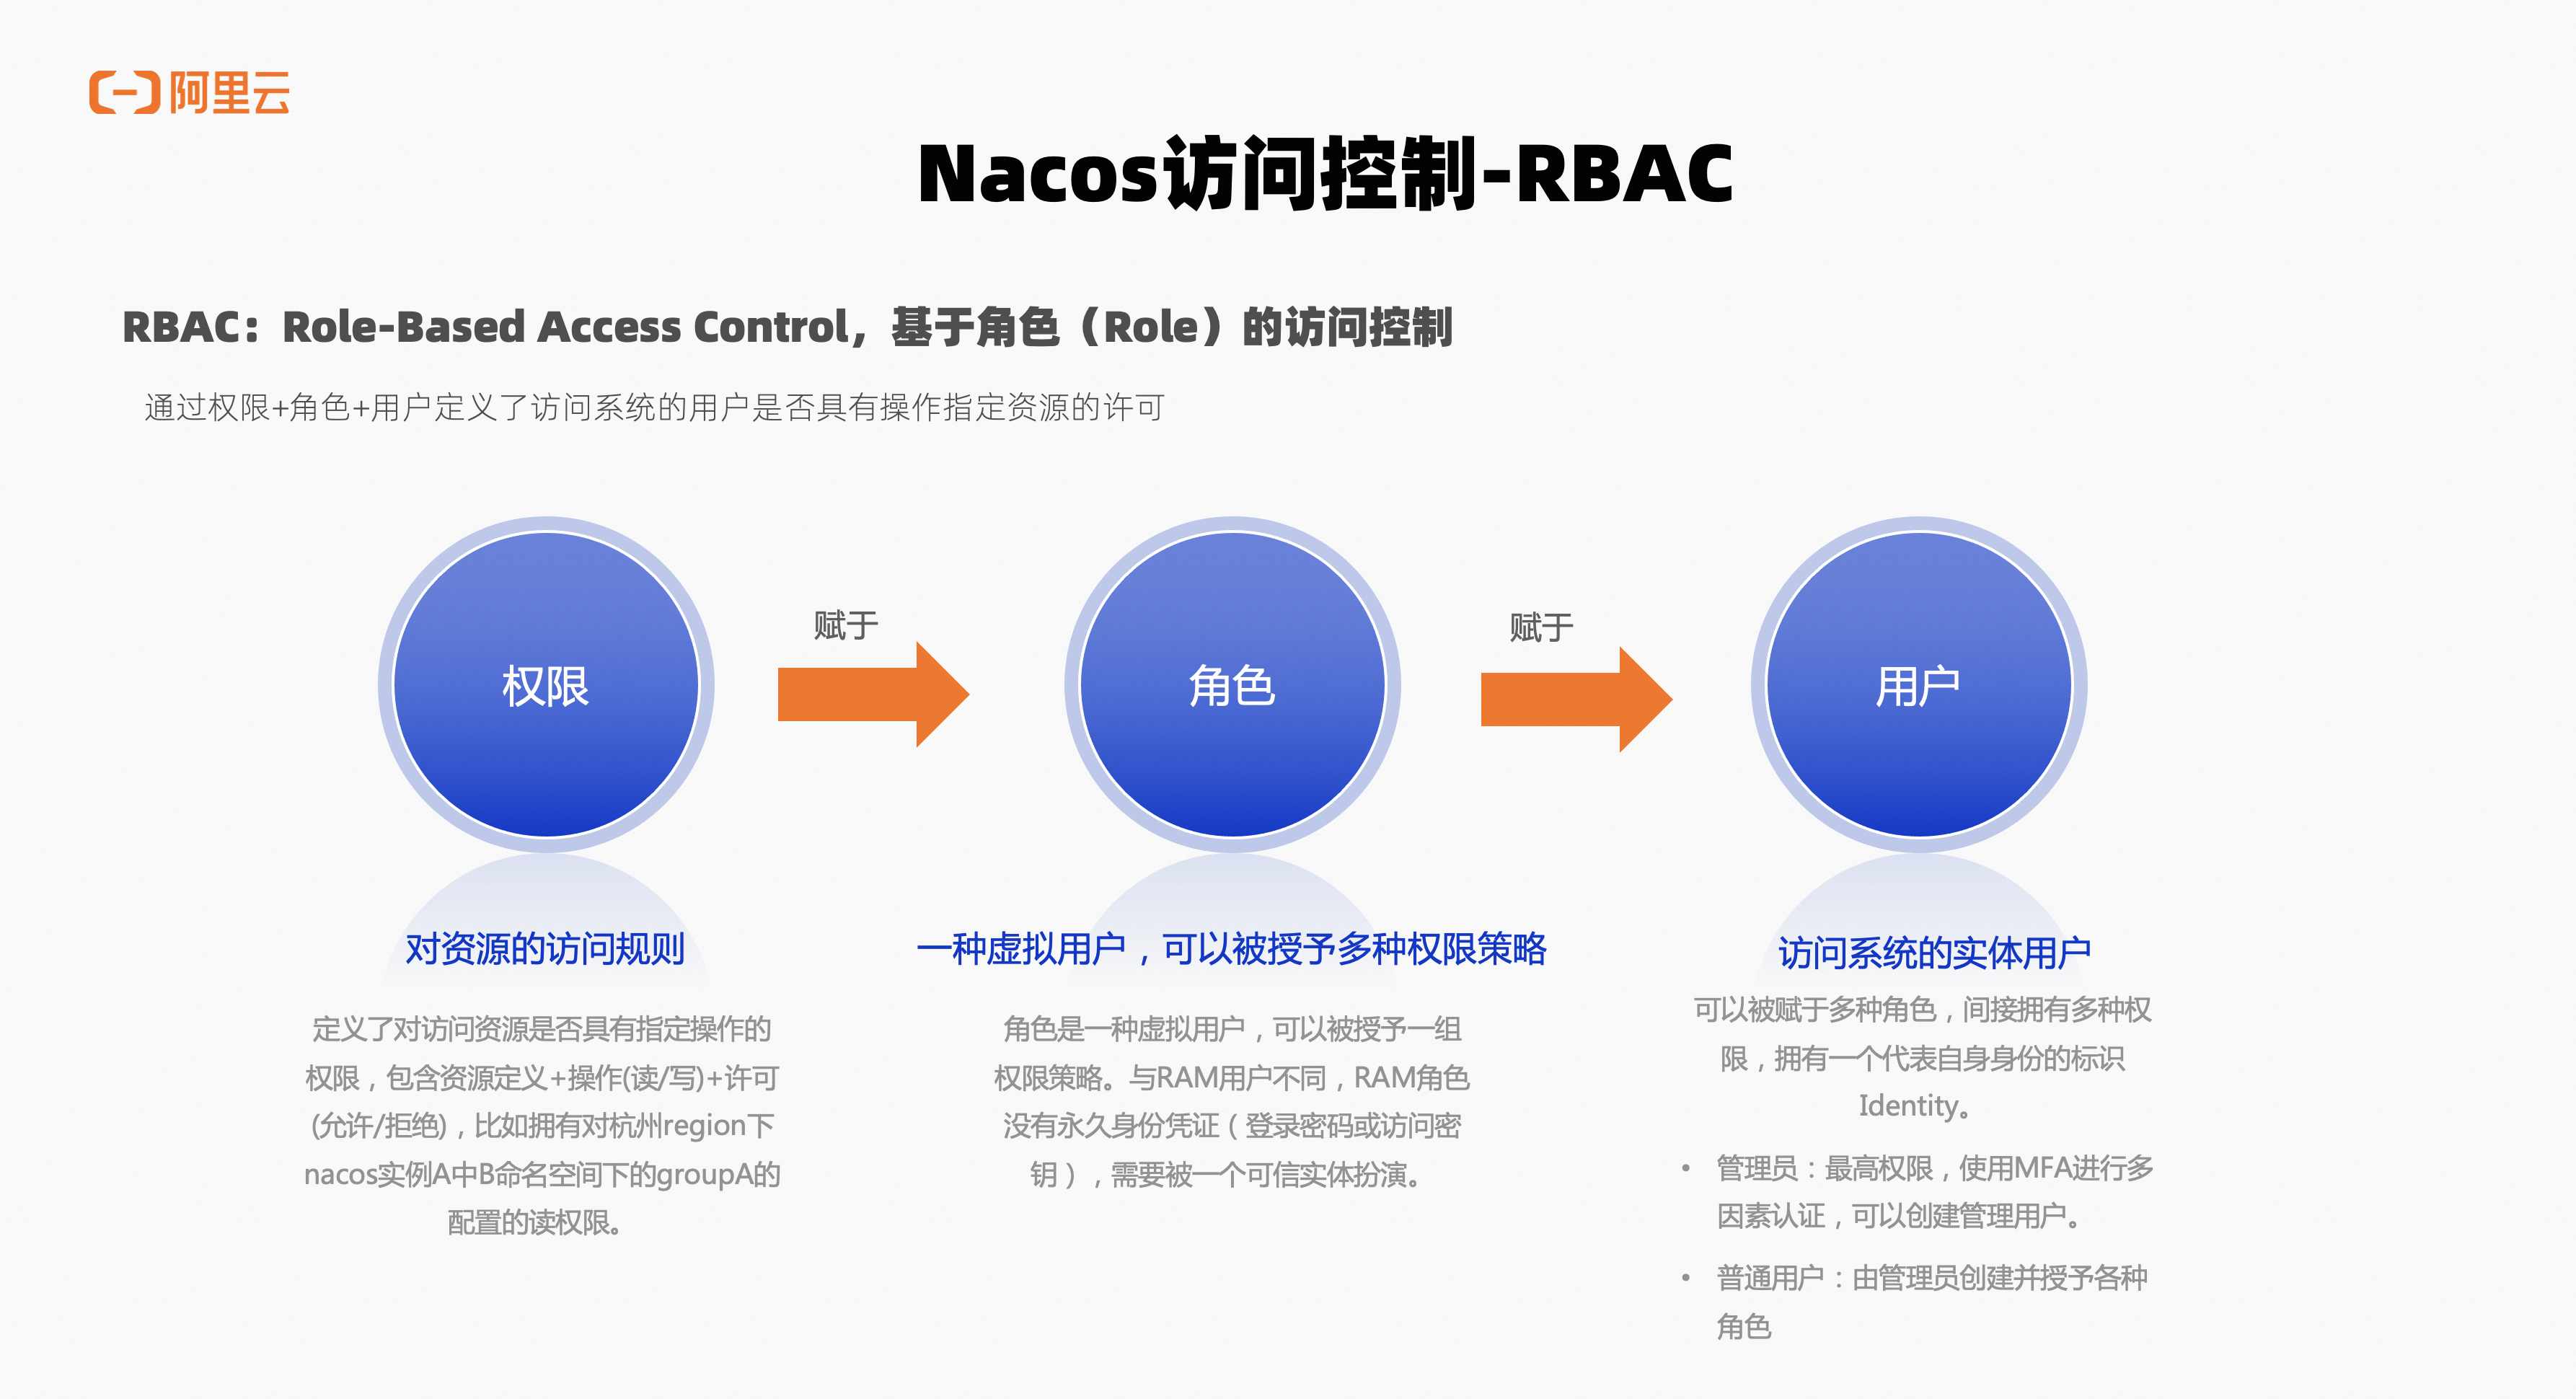 阿里云
Nacos访问控制-RBAC
RBAC：Role-Based Access Control，基于角色（Role）的访问控制
通过权限+角色+用户定义了访问系统的用户是否具有操作指定资源的许可
权限
赋于
角色
赋于
用户
对资源的访问规则
定义了对访问资源是否具有指定操作的
权限，包含资源定义+操作(读/写)+许可
(允许/拒绝)，比如拥有对杭州region下
nacos实例A中B命名空间下的groupA的
配置的读权限。
一种虚拟用户，可以被授予多种权限策略
角色是一种虚拟用户，可以被授予一组
权限策略。与RAM用户不同，RAM角色
没有永久身份凭证（登录密码或访问密
钥），需要被一个可信实体扮演。
访问系统的实体用户
可以被赋于多种角色，间接拥有多种权
限，拥有一个代表自身身份的标识
Identity。
• 管理员：最高权限，使用MFA进行多
因素认证，可以创建管理用户。
• 普通用户：由管理员创建并授予各种
角色